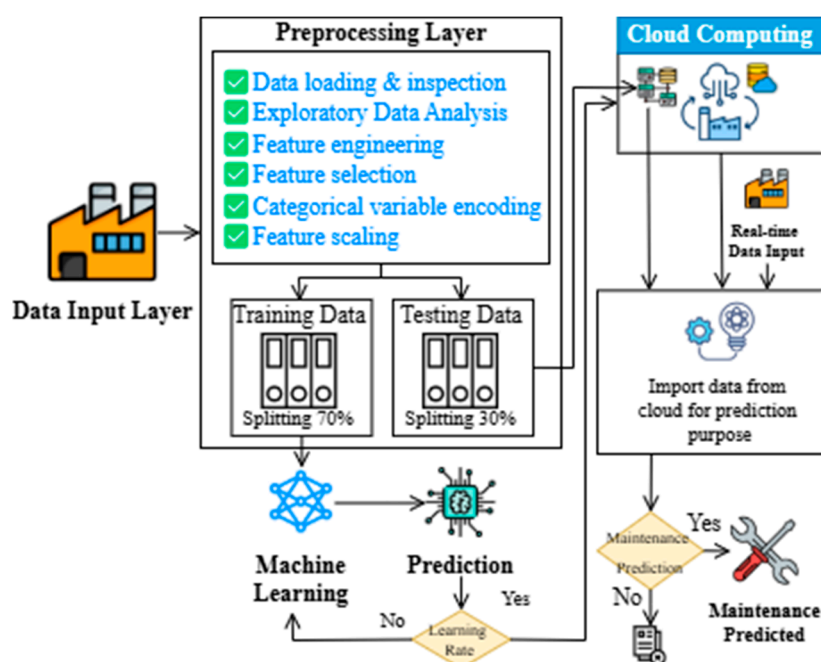 Preprocessing Layer
Data loading & inspection
Exploratory Data Analysis
Feature engineering
Feature selection
Categorical variable encoding
Feature scaling
Data Input Layer
Training Data
Splitting 70%
Testing Data
Splitting 30%
Machine
Learning
Prediction
No
Yes
Learning
Rate
Cloud Computing
Real-time
Data Input
Import data from
cloud for prediction
purpose
Maintenance
Prediction
Yes
No
Maintenance
Predicted